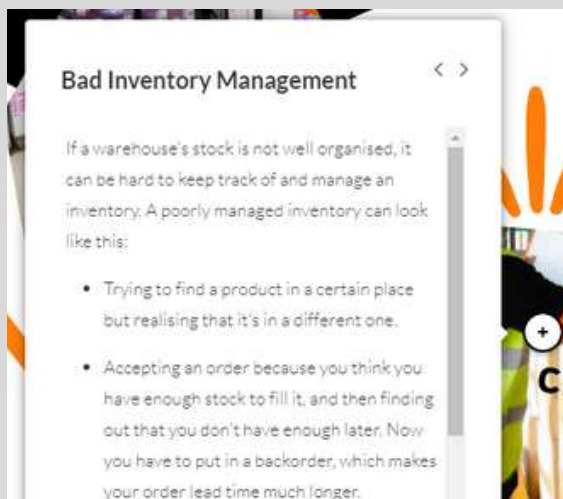 Bad Inventory Management
If a warehouse's stock is not well organised, it
can be hard to keep track of and manage an
inventory. A poorly managed inventory can look
like this:
• Trying to find a product in a certain place
but realising that it's in a different one.
• Accepting an order because you think you
have enough stock to fill it, and then finding
out that you don't have enough later. Now
you have to put in a backorder, which makes
your order lead time much longer.
C